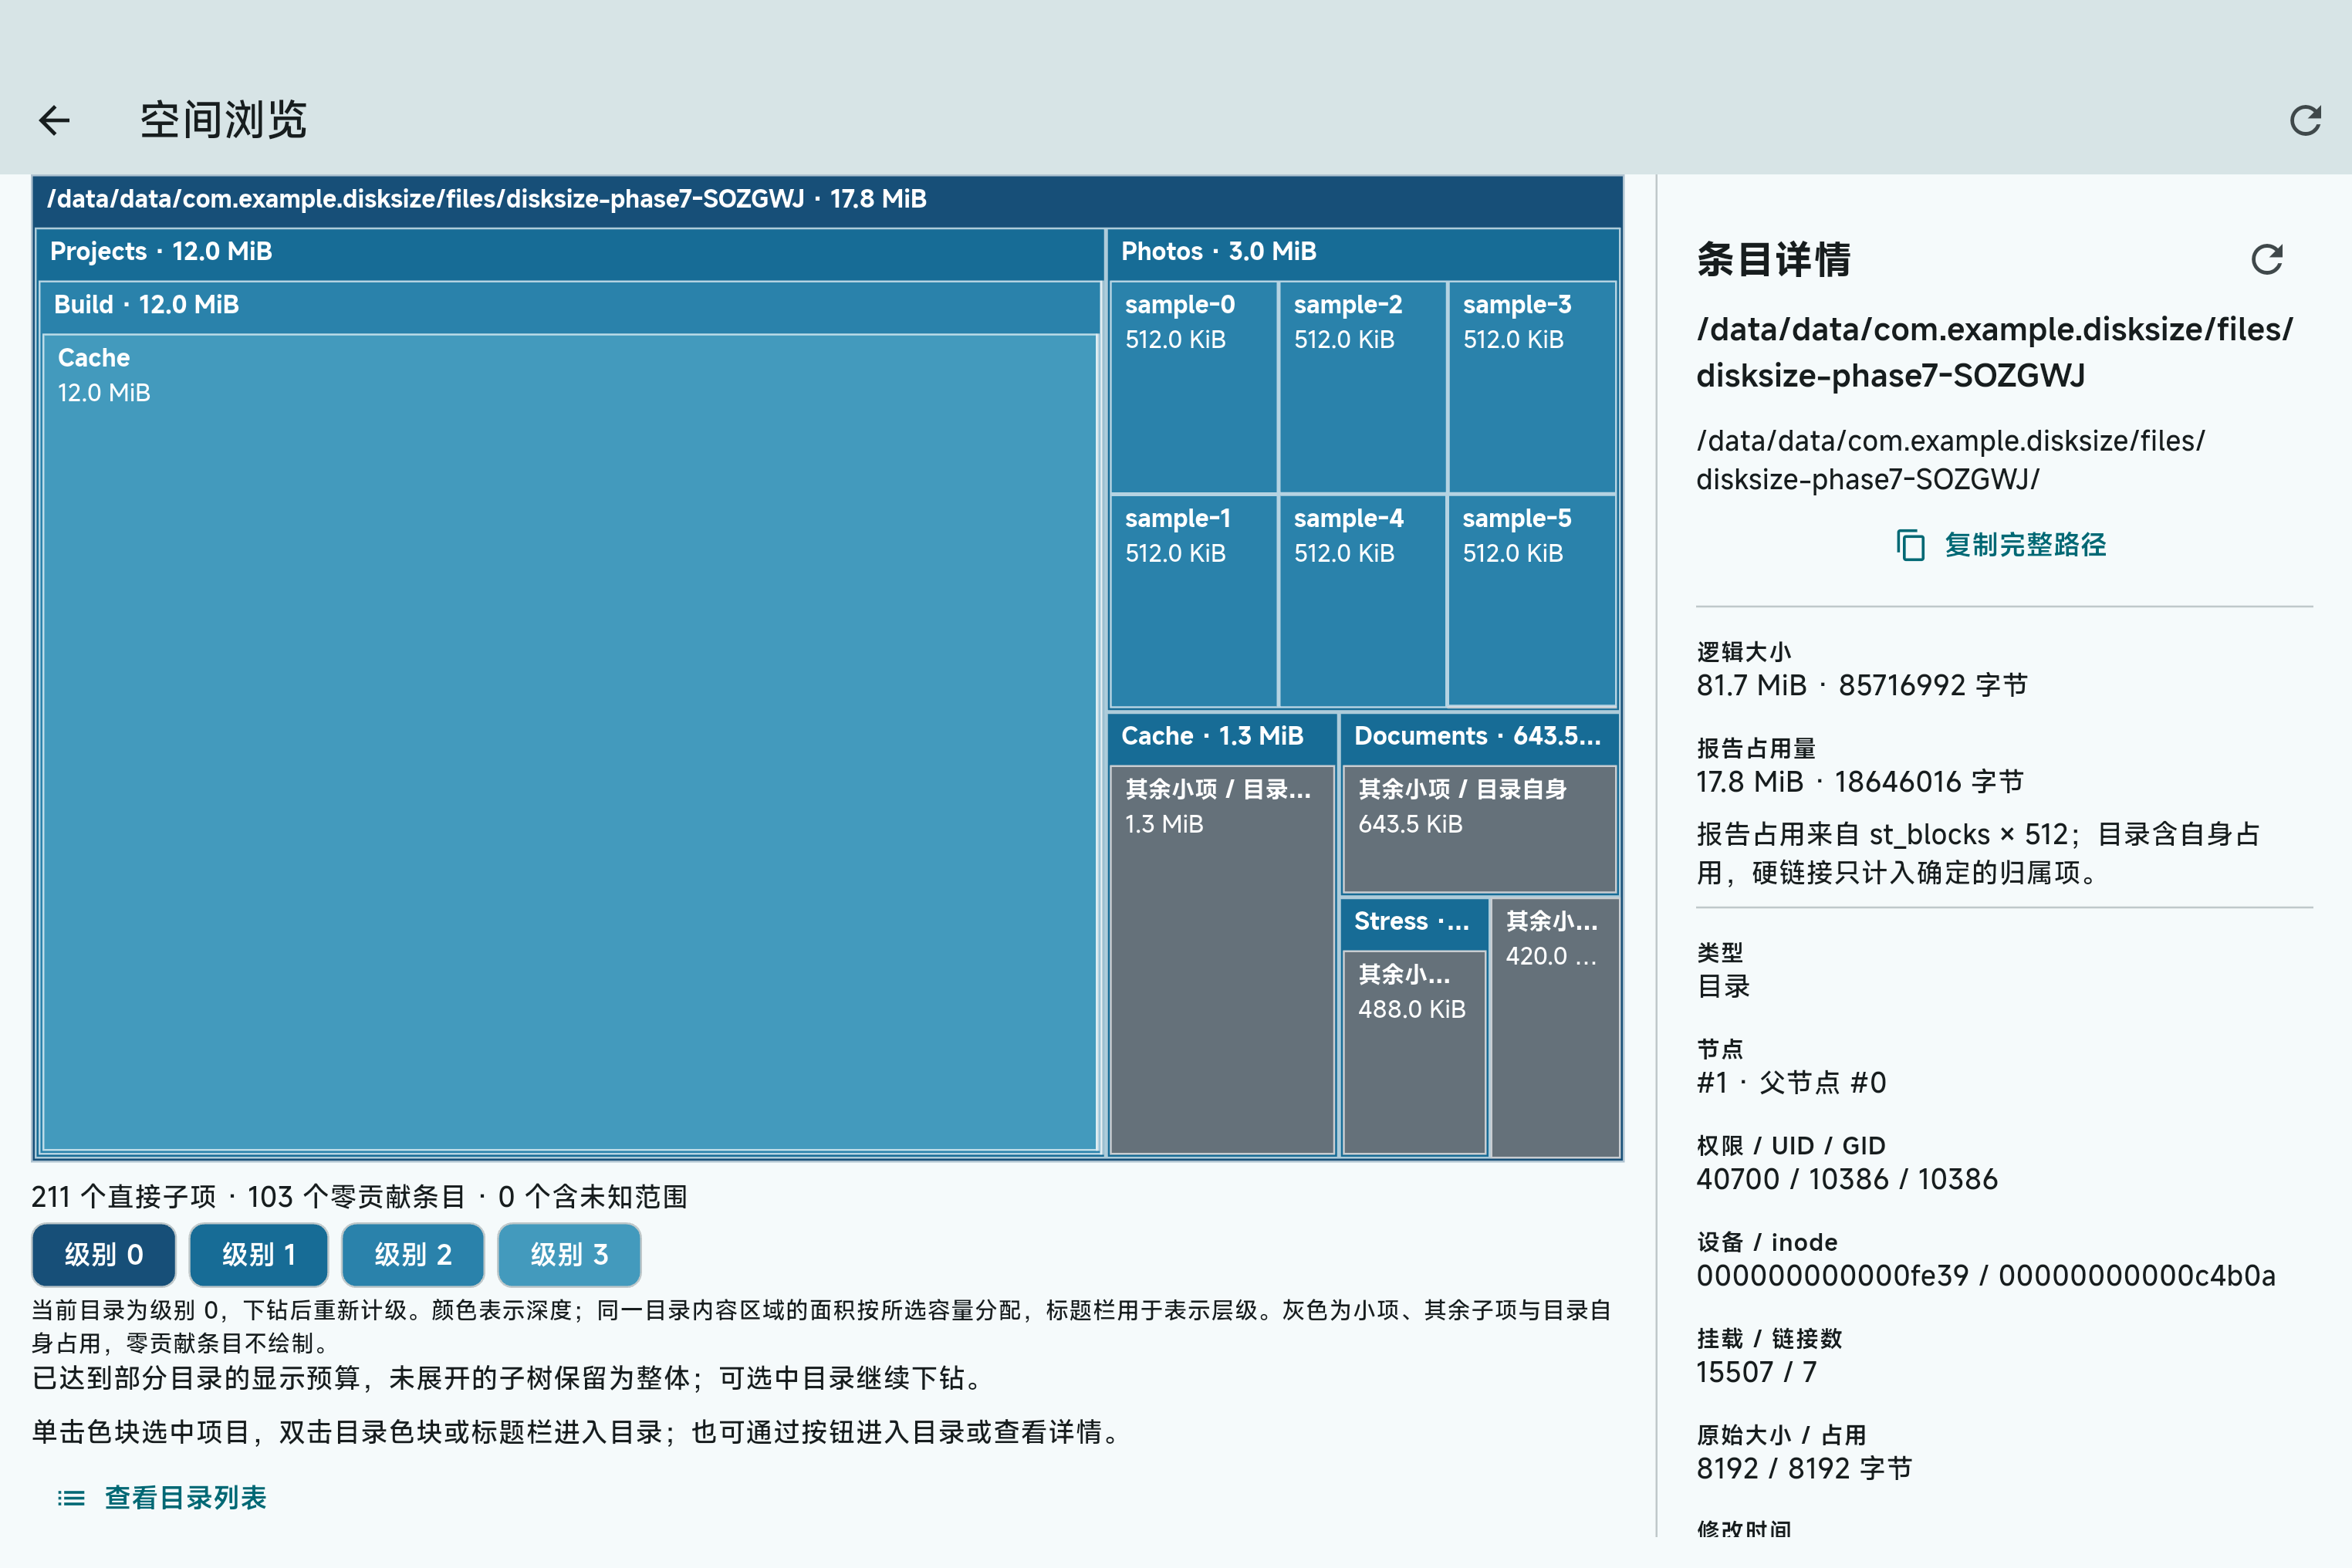 空间浏览
/data/data/com.example.disksize/files/disksize-phase7-SOZGWJ · 17.8 MiB
Projects · 12.0 MiB
Build · 12.0 MiB
Cache
12.0 MiB
Photos · 3.0 MiB
sample-0
512.0 KiB
sample-2
512.0 KiB
sample-3
512.0 KiB
sample-1
512.0 KiB
sample-4
512.0 KiB
sample-5
512.0 KiB
Cache · 1.3 MiB
其余小项 / 目录...
1.3 MiB
Documents · 643.5...
其余小项 / 目录自身
643.5 KiB
Stress ·...
其余小...
488.0 KiB
其余小...
420.0 ...
211 个直接子项 · 103 个零贡献条目 · 0 个含未知范围
级别 0
级别 1
级别 2
级别 3
当前目录为级别 0，下钻后重新计级。颜色表示深度；同一目录内容区域的面积按所选容量分配，标题栏用于表示层级。灰色为小项、其余子项与目录自
身占用，零贡献条目不绘制。
已达到部分目录的显示预算，未展开的子树保留为整体；可选中目录继续下钻。
单击色块选中项目，双击目录色块或标题栏进入目录；也可通过按钮进入目录或查看详情。
查看目录列表
条目详情
/data/data/com.example.disksize/files/
disksize-phase7-SOZGWJ
/data/data/com.example.disksize/files/
disksize-phase7-SOZGWJ/
复制完整路径
逻辑大小
81.7 MiB · 85716992 字节
报告占用量
17.8 MiB · 18646016 字节
报告占用来自 st_blocks × 512；目录含自身占
用，硬链接只计入确定的归属项。
类型
目录
节点
#1 · 父节点 #0
权限 / UID / GID
40700 / 10386 / 10386
设备 / inode
000000000000fe39 / 00000000000c4b0a
挂载 / 链接数
15507 / 7
原始大小 / 占用
8192 / 8192 字节
修改时间